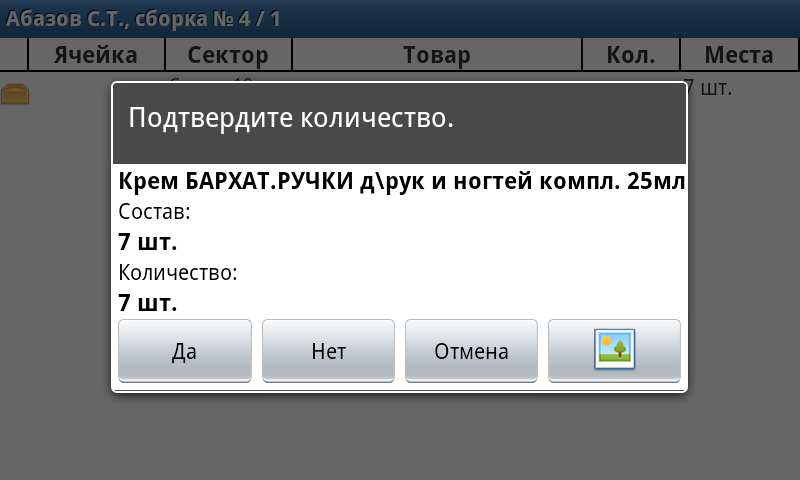 Абазов С.Т., сборка № 4 / 1
Ячейка Сектор Товар Кол. Места
7 шт.
Подтвердите количество.
Крем БАРХАТ.РУЧКИ д\рук и ногтей компл. 25мл
Состав:
7 шт.
Количество:
7 шт.
Да Нет Отмена